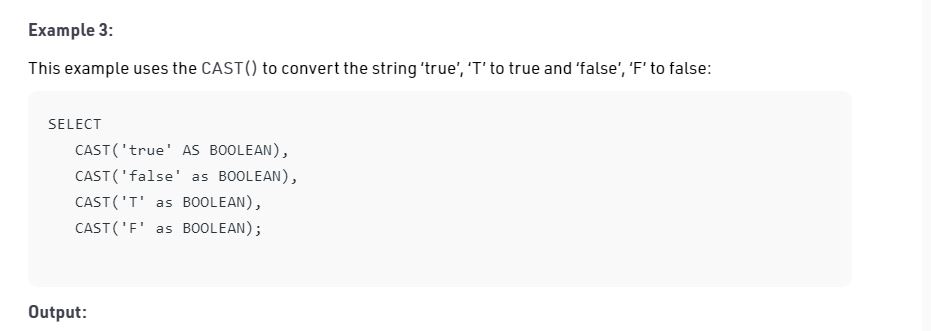 Example 3:
This example uses the CAST() to convert the string ‘true’, ‘T’ to true and ‘false’, ‘F’ to false:
SELECT
CAST('true' AS BOOLEAN),
CAST('false' as BOOLEAN),
CAST('T' as BOOLEAN),
CAST('F' as BOOLEAN);
Output: